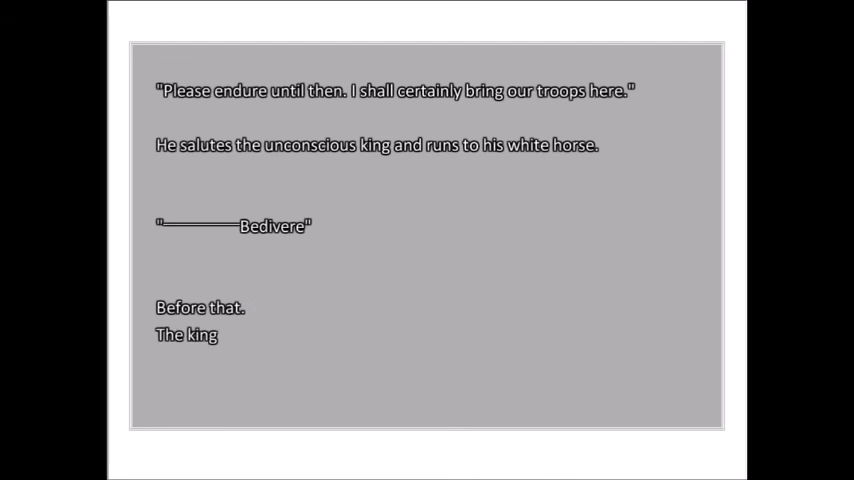 "Please endure until then. I shall certainly bring our troops here."
He salutes the unconscious king and runs to his white horse.
"―――――Bedivere"
Before that.
The king